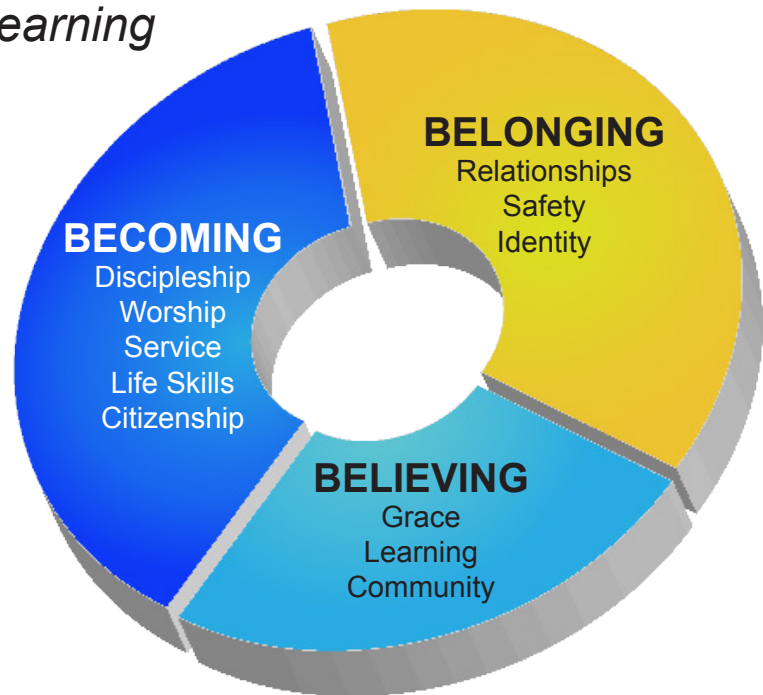 earning
BELONGING
Relationships
Safety
Identity
BECOMING
Discipleship
Worship
Service
Life Skills
Citizenship
BELIEVING
Grace
Learning
Community